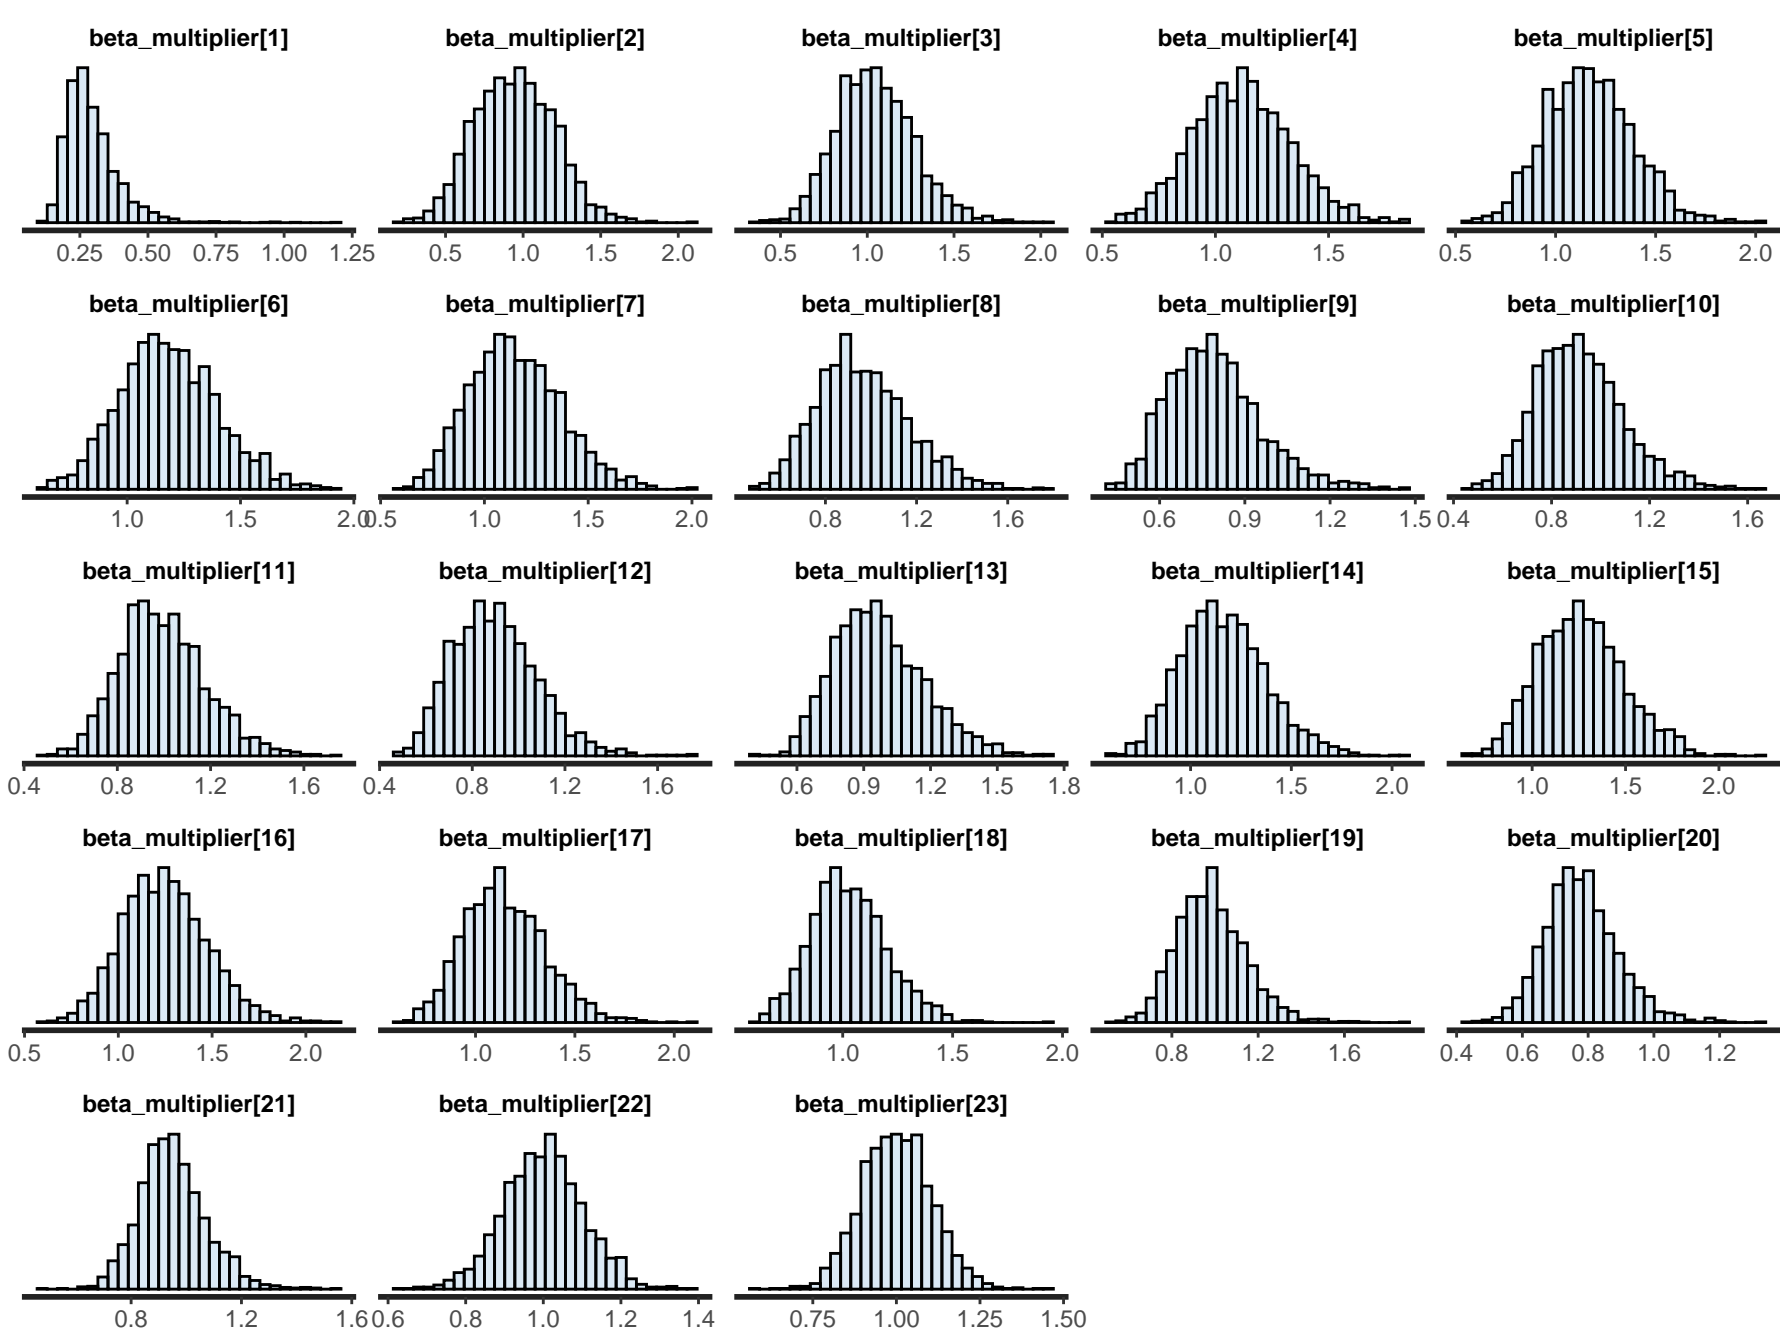 beta_multiplier[1] beta_multiplier[2] beta_multiplier[3] beta_multiplier[4] beta_multiplier[5]
0.25 0.50 0.75 1.00 1.25 0.5 1.0 1.5 2.0 0.5 1.0 1.5 2.0 0.5 1.0 1.5 0.5 1.0 1.5 2.0
beta_multiplier[6] beta_multiplier[7] beta_multiplier[8] beta_multiplier[9] beta_multiplier[10]
1.0 1.5 2.0 0.5 1.0 1.5 2.0 0.8 1.2 1.6 0.6 0.9 1.2 1.5 0.4 0.8 1.2 1.6
beta_multiplier[11] beta_multiplier[12] beta_multiplier[13] beta_multiplier[14] beta_multiplier[15]
0.4 0.8 1.2 1.6 0.4 0.8 1.2 1.6 0.6 0.9 1.2 1.5 1.8 1.0 1.5 2.0 1.0 1.5 2.0
beta_multiplier[16] beta_multiplier[17] beta_multiplier[18] beta_multiplier[19] beta_multiplier[20]
0.5 1.0 1.5 2.0 1.0 1.5 2.0 1.0 1.5 2.0 0.8 1.2 1.6 0.4 0.6 0.8 1.0 1.2
beta_multiplier[21] beta_multiplier[22] beta_multiplier[23]
0.8 1.2 1.6 0.6 0.8 1.0 1.2 1.4 0.75 1.00 1.25 1.50